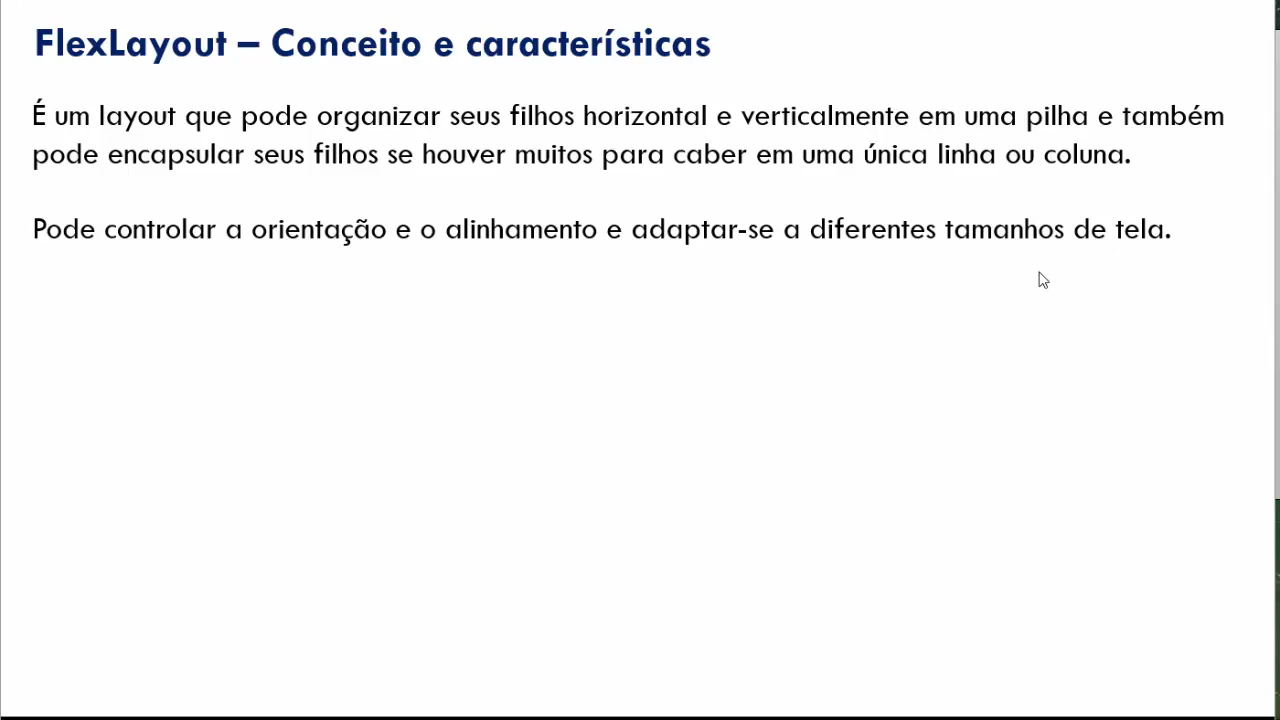 FlexLayout – Conceito e características
É um layout que pode organizar seus filhos horizontal e verticalmente em uma pilha e também
pode encapsular seus filhos se houver muitos para caber em uma única linha ou coluna.
Pode controlar a orientação e o alinhamento e adaptar-se a diferentes tamanhos de tela.